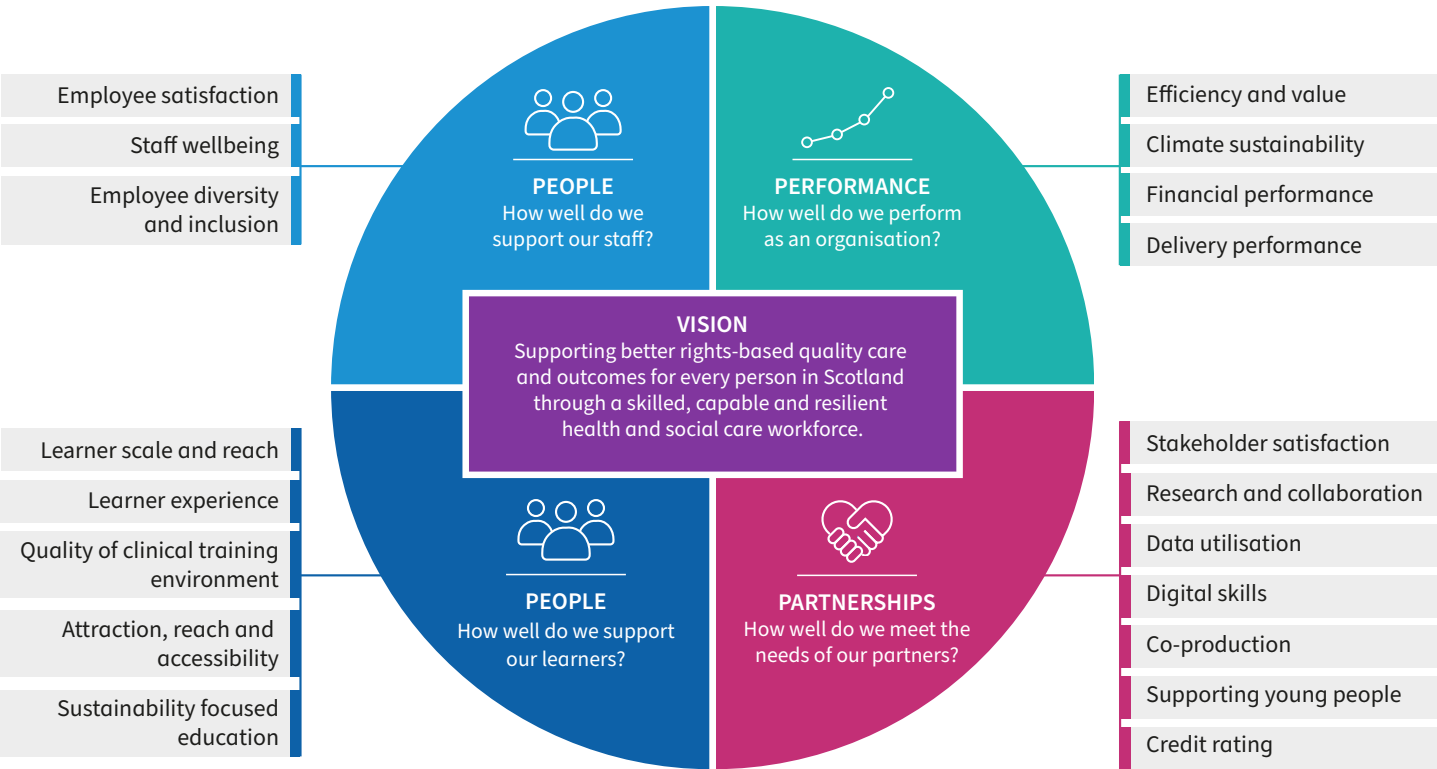 Employee satisfaction
Staff wellbeing
Employee diversity
and inclusion
PEOPLE
How well do we
support our staff?
PERFORMANCE
How well do we perform
as an organisation?
Efficiency and value
Climate sustainability
Financial performance
Delivery performance
VISION
Supporting better rights-based quality care
and outcomes for every person in Scotland
through a skilled, capable and resilient
health and social care workforce.
Learner scale and reach
Learner experience
Quality of clinical training
environment
Attraction, reach and
accessibility
Sustainability focused
education
PEOPLE
How well do we support
our learners?
PARTNERSHIPS
How well do we meet the
needs of our partners?
Stakeholder satisfaction
Research and collaboration
Data utilisation
Digital skills
Co-production
Supporting young people
Credit rating